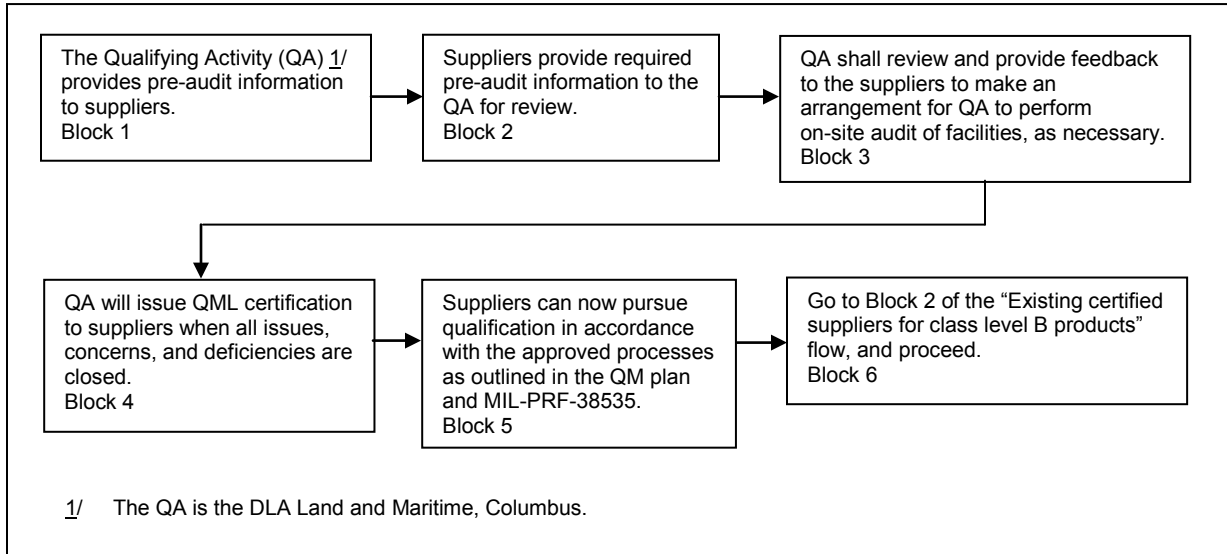 The Qualifying Activity (QA) 1/
provides pre-audit information
to suppliers.
Block 1
Suppliers provide required
pre-audit information to the
QA for review.
Block 2
QA shall review and provide feedback
to the suppliers to make an
arrangement for QA to perform
on-site audit of facilities, as necessary.
Block 3
QA will issue QML certification
to suppliers when all issues,
concerns, and deficiencies are
closed.
Block 4
Suppliers can now pursue
qualification in accordance
with the approved processes
as outlined in the QM plan
and MIL-PRF-38535.
Block 5
Go to Block 2 of the “Existing certified
suppliers for class level B products”
flow, and proceed.
Block 6
1/ The QA is the DLA Land and Maritime, Columbus.